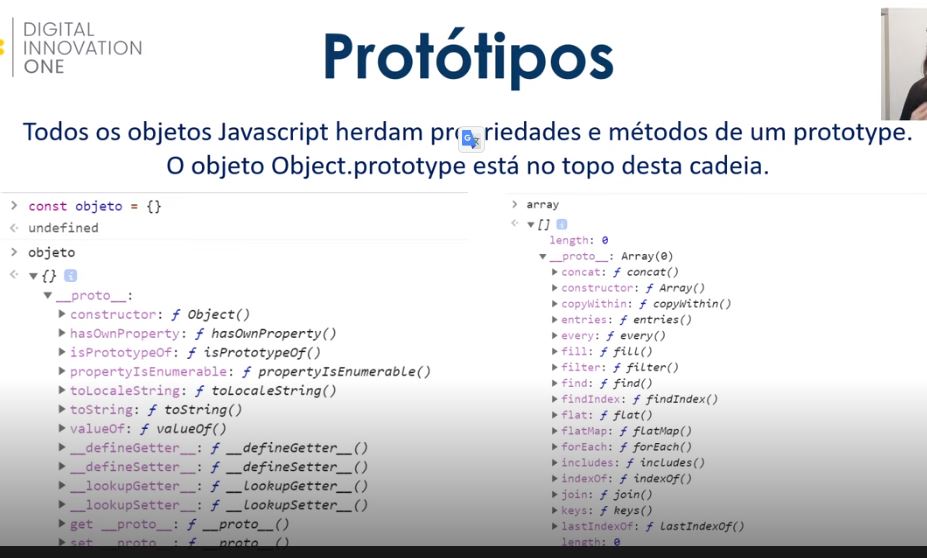 DIGITAL
INNOVATION
ONE
Protótipos
Todos os objetos Javascript herdam pr riedades e métodos de um prototype.
O objeto Object.prototype está no topo desta cadeia.
> const objeto = {}
<· undefined
> objeto
<· ▼{} i
▼__proto__:
▶constructor: ƒ Object()
▶hasOwnProperty: ƒ hasOwnProperty()
▶isPrototypeOf: ƒ isPrototypeOf()
▶propertyIsEnumerable: ƒ propertyIsEnumerable()
▶toLocaleString: ƒ toLocaleString()
▶toString: ƒ toString()
▶valueOf: ƒ valueOf()
▶__defineGetter__: ƒ __defineGetter__()
▶__defineSetter__: ƒ __defineSetter__()
▶__lookupGetter__: ƒ __lookupGetter__()
▶__lookupSetter__: ƒ __lookupSetter__()
▶get __proto__: ƒ __proto__()
▶set __proto__: ƒ __proto__()
> array
<· ▼[] i
length: 0
▼__proto__: Array(0)
▶concat: ƒ concat()
▶constructor: ƒ Array()
▶copyWithin: ƒ copyWithin()
▶entries: ƒ entries()
▶every: ƒ every()
▶fill: ƒ fill()
▶filter: ƒ filter()
▶find: ƒ find()
▶findIndex: ƒ findIndex()
▶flat: ƒ flat()
▶flatMap: ƒ flatMap()
▶forEach: ƒ forEach()
▶includes: ƒ includes()
▶indexOf: ƒ indexOf()
▶join: ƒ join()
▶keys: ƒ keys()
▶lastIndexOf: ƒ lastIndexOf()
length: 0